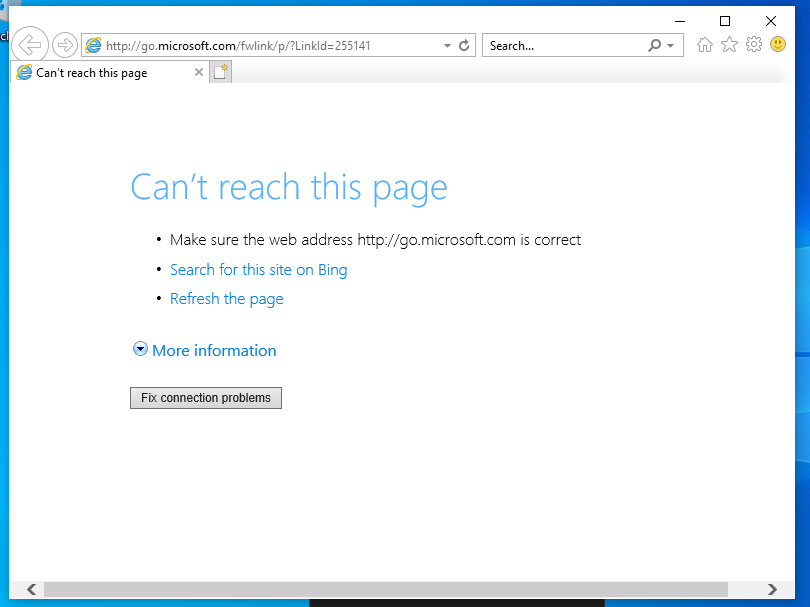 http://go.microsoft.com/fwlink/p/?LinkId=255141
Search...
Can't reach this page
Can't reach this page
• Make sure the web address http://go.microsoft.com is correct
• Search for this site on Bing
• Refresh the page
More information
Fix connection problems